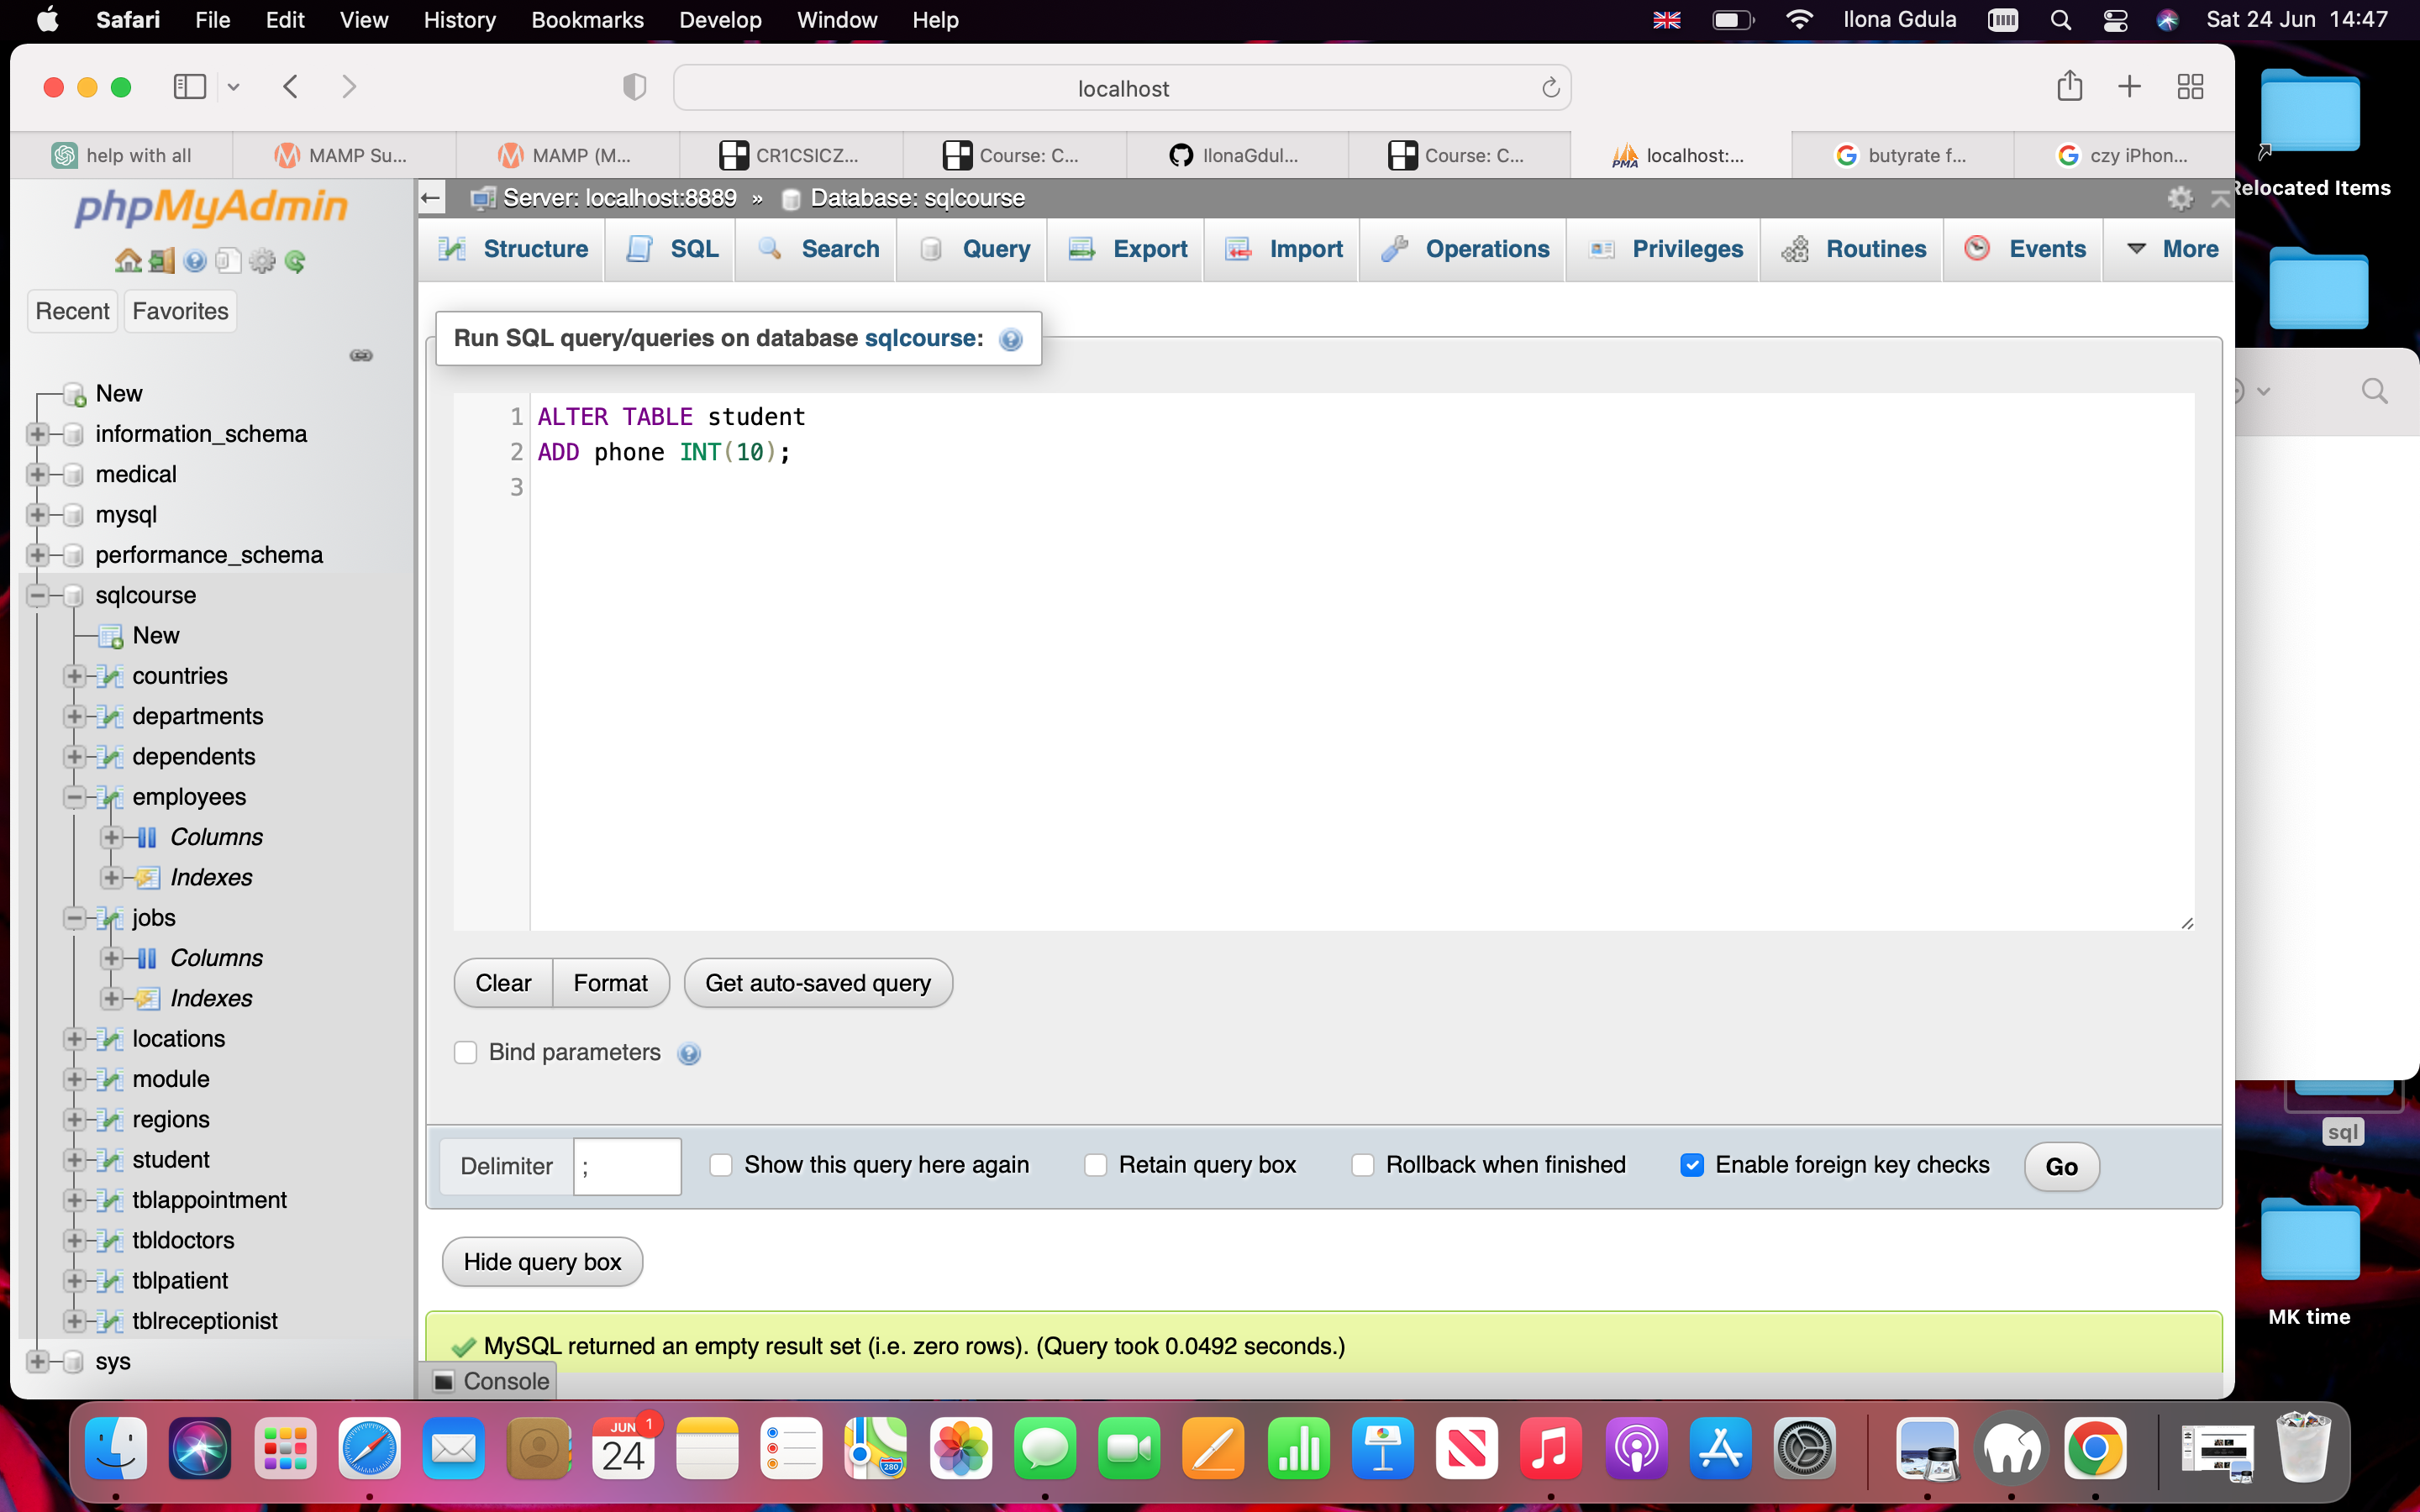 Safari File Edit View History Bookmarks Develop Window Help Ilona Gdula Sat 24 Jun 14:47
localhost
help with all MAMP Su... MAMP (M... CR1CSICZ... Course: C... IlonaGdul... Course: C... PMA localhost:... butyrate f... czy iPhon...
phpMyAdmin
Recent Favorites
New
information_schema
medical
mysql
performance_schema
sqlcourse
New
countries
departments
dependents
employees
Columns
Indexes
jobs
Columns
Indexes
locations
module
regions
student
tblappointment
tbldoctors
tblpatient
tblreceptionist
sys
Server: localhost:8889 » Database: sqlcourse
Structure SQL Search Query Export Import Operations Privileges Routines Events More
Run SQL query/queries on database sqlcourse:
1 ALTER TABLE student
2 ADD phone INT(10);
3
Clear Format Get auto-saved query
Bind parameters
Delimiter ; Show this query here again Retain query box Rollback when finished Enable foreign key checks Go
Hide query box
MySQL returned an empty result set (i.e. zero rows). (Query took 0.0492 seconds.)
Console
Relocated Items
sql
MK time
JUN 1
24
280